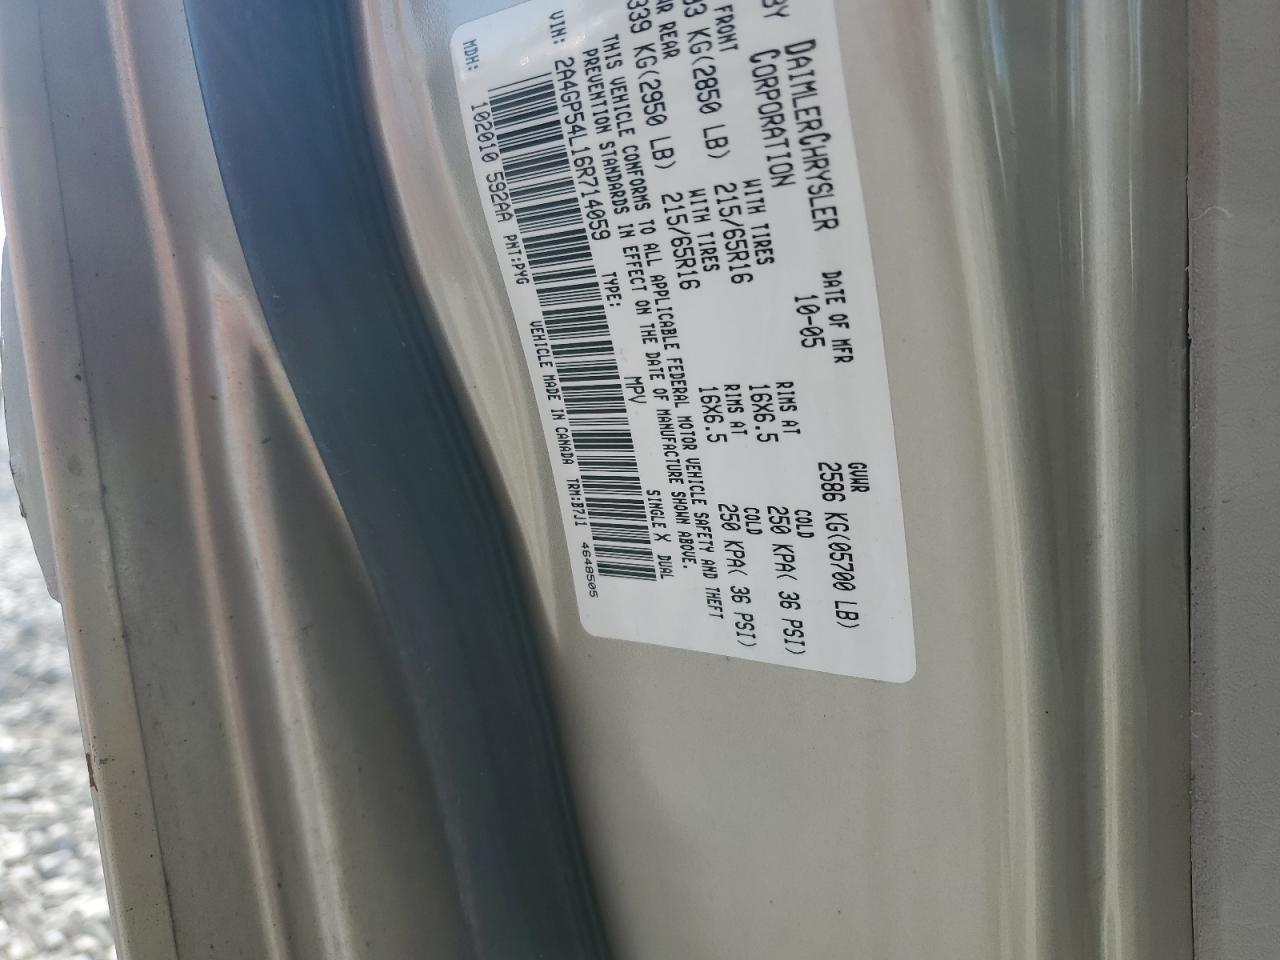 BY DAIMLERCHRYSLER CORPORATION
DATE OF MFR 10-05
GVWR 2586 KG(05700 LB)
FRONT WITH TIRES RIMS AT COLD
93 KG(2850 LB) 215/65R16 16X6.5 250 KPA( 36 PSI)
REAR WITH TIRES RIMS AT COLD
339 KG(2950 LB) 215/65R16 16X6.5 250 KPA( 36 PSI)
THIS VEHICLE CONFORMS TO ALL APPLICABLE FEDERAL MOTOR VEHICLE SAFETY AND THEFT
PREVENTION STANDARDS IN EFFECT ON THE DATE OF MANUFACTURE SHOWN ABOVE.
VIN: 2A4GP54L16R714059 TYPE: MPV SINGLE X DUAL
MDH: 102010 592AA PNT:PYG VEHICLE MADE IN CANADA TRM:B7J1 4648505